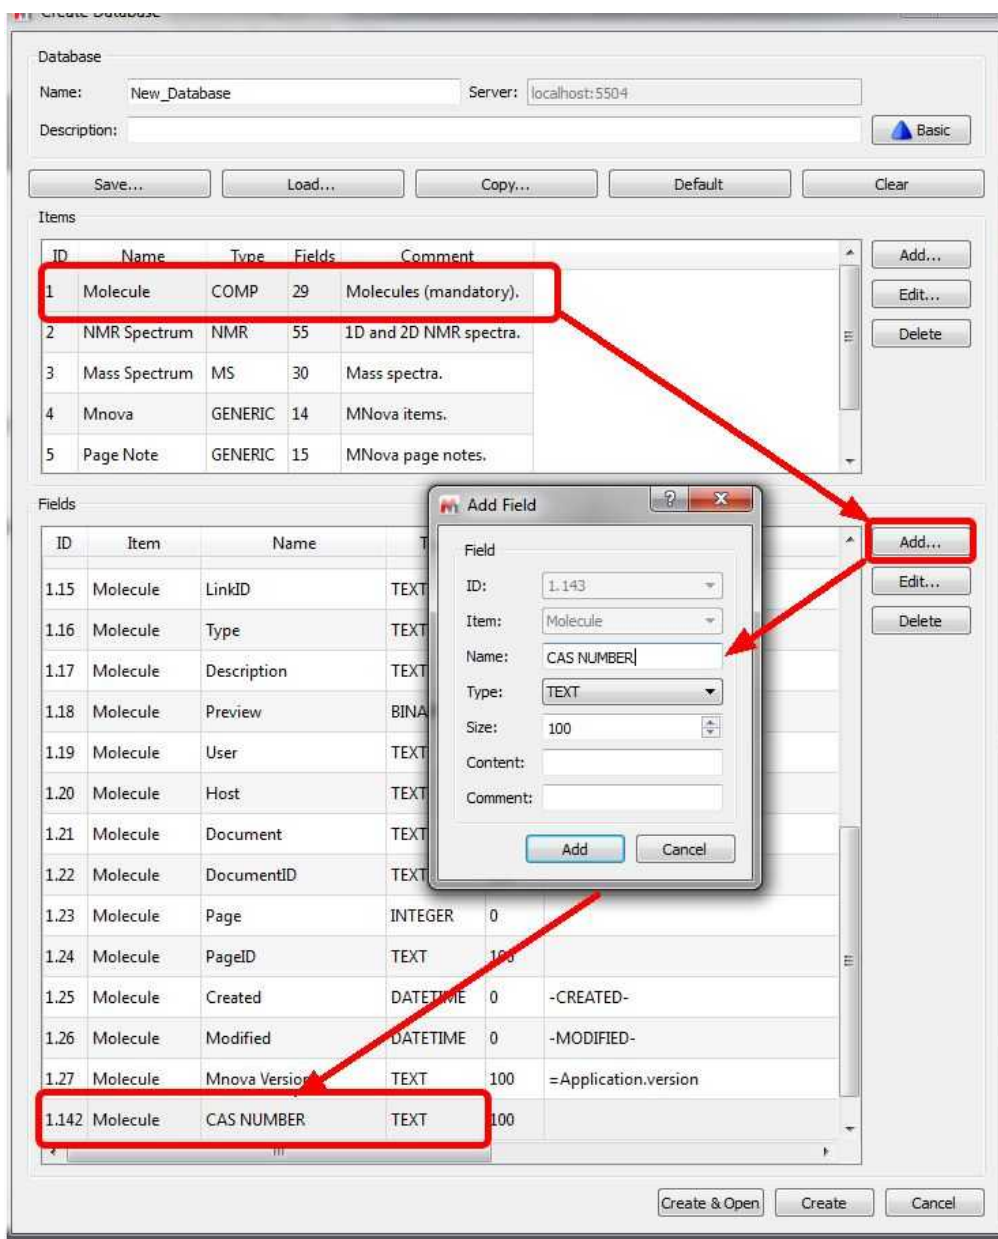 Create Database
Database
Name: New_Database Server: localhost:5504
Description: Basic
Save... Load... Copy... Default Clear
Items
ID Name Type Fields Comment Add...
1 Molecule COMP 29 Molecules (mandatory). Edit...
2 NMR Spectrum NMR 55 1D and 2D NMR spectra. Delete
3 Mass Spectrum MS 30 Mass spectra.
4 Mnova GENERIC 14 MNova items.
5 Page Note GENERIC 15 MNova page notes.
Fields
ID Item Name Add...
1.15 Molecule LinkID TEXT Edit...
1.16 Molecule Type TEXT Delete
1.17 Molecule Description TEXT
1.18 Molecule Preview BINA
1.19 Molecule User TEXT
1.20 Molecule Host TEXT
1.21 Molecule Document TEXT
1.22 Molecule DocumentID TEXT
1.23 Molecule Page INTEGER 0
1.24 Molecule PageID TEXT
1.25 Molecule Created DATETIME 0 -CREATED-
1.26 Molecule Modified DATETIME 0 -MODIFIED-
1.27 Molecule Mnova Version TEXT 100 =Application.version
1.142 Molecule CAS NUMBER TEXT 100
Add Field
Field
ID: 1.143
Item: Molecule
Name: CAS NUMBER
Type: TEXT
Size: 100
Content:
Comment:
Add Cancel
Create & Open Create Cancel